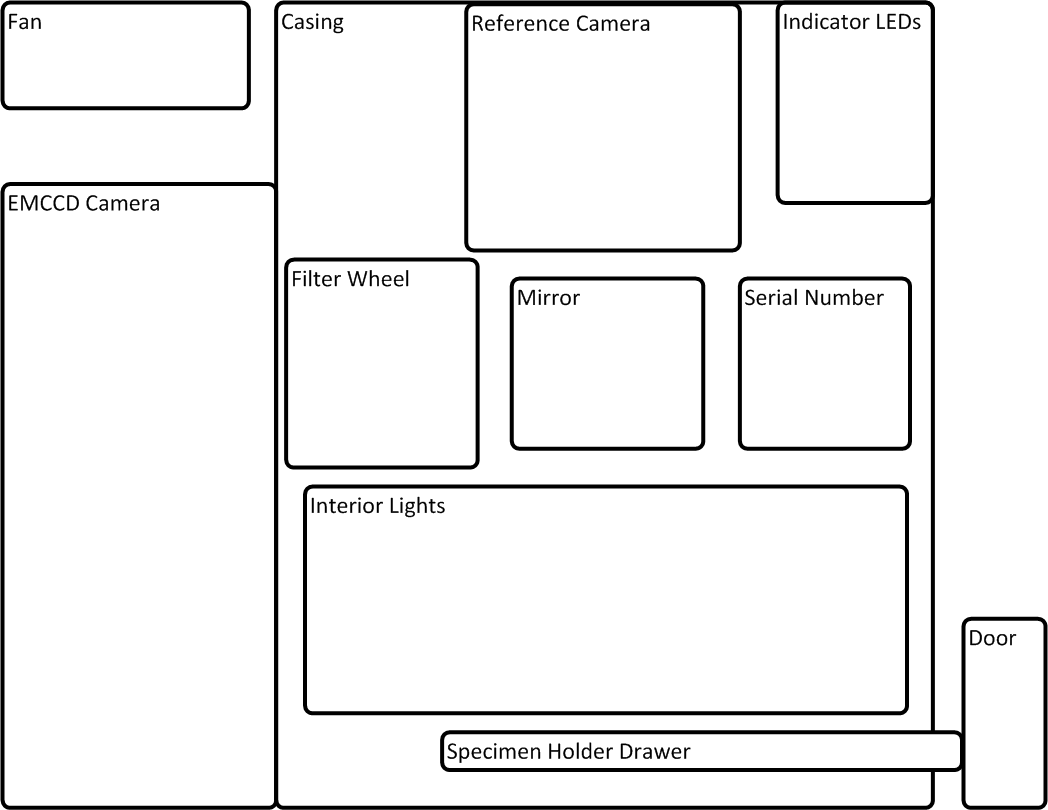 Fan
Casing
Reference Camera
Indicator LEDs
EMCCD Camera
Filter Wheel
Mirror
Serial Number
Interior Lights
Door
Specimen Holder Drawer